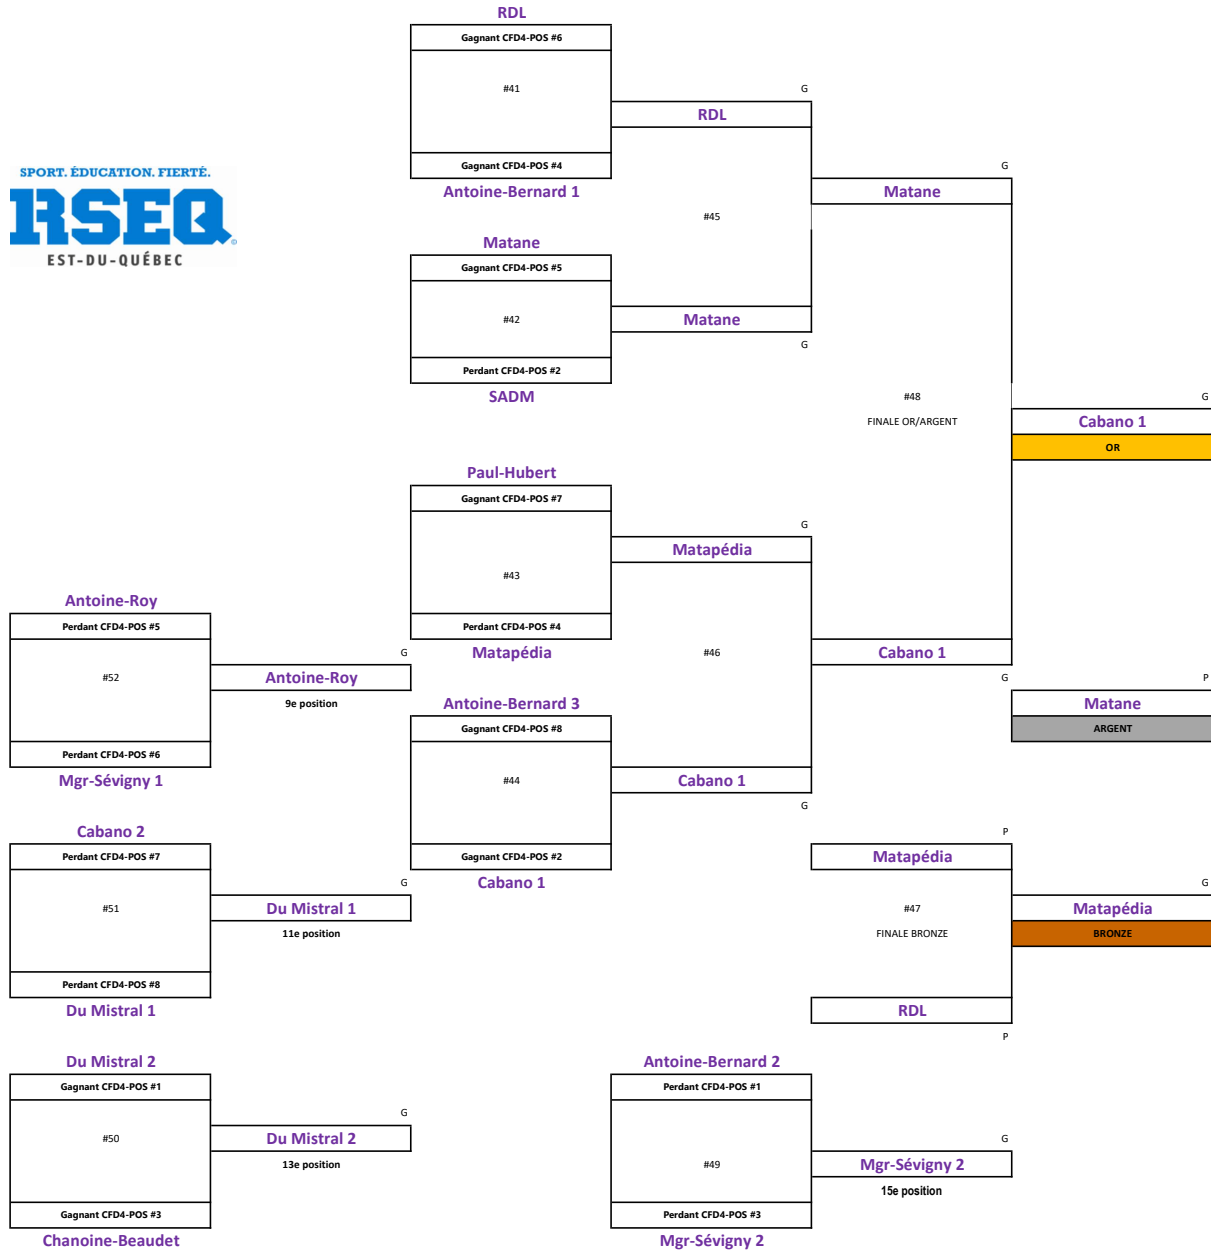 RDL
Gagnant CFD4-POS #6
#41
G
RDL
Gagnant CFD4-POS #4
Antoine-Bernard 1
SPORT. ÉDUCATION. FIERTÉ.
RSEQ
EST-DU-QUÉBEC
G
Matane
#45
Matane
Gagnant CFD4-POS #5
#42
Matane
G
Perdant CFD4-POS #2
SADM
#48
FINALE OR/ARGENT
G
Cabano 1
OR
Paul-Hubert
Gagnant CFD4-POS #7
G
Matapédia
#43
Perdant CFD4-POS #4
Matapédia
Antoine-Roy
Perdant CFD4-POS #5
#52
G
Antoine-Roy
9e position
Perdant CFD4-POS #6
Mgr-Sévigny 1
#46
Cabano 1
G
P
Matane
ARGENT
Antoine-Bernard 3
Gagnant CFD4-POS #8
#44
Cabano 1
G
Gagnant CFD4-POS #2
Cabano 1
Cabano 2
Perdant CFD4-POS #7
#51
G
Du Mistral 1
11e position
Perdant CFD4-POS #8
Du Mistral 1
P
Matapédia
#47
FINALE BRONZE
G
Matapédia
BRONZE
RDL
P
Du Mistral 2
Gagnant CFD4-POS #1
#50
G
Du Mistral 2
13e position
Gagnant CFD4-POS #3
Chanoine-Beaudet
Antoine-Bernard 2
Perdant CFD4-POS #1
#49
G
Mgr-Sévigny 2
15e position
Perdant CFD4-POS #3
Mgr-Sévigny 2